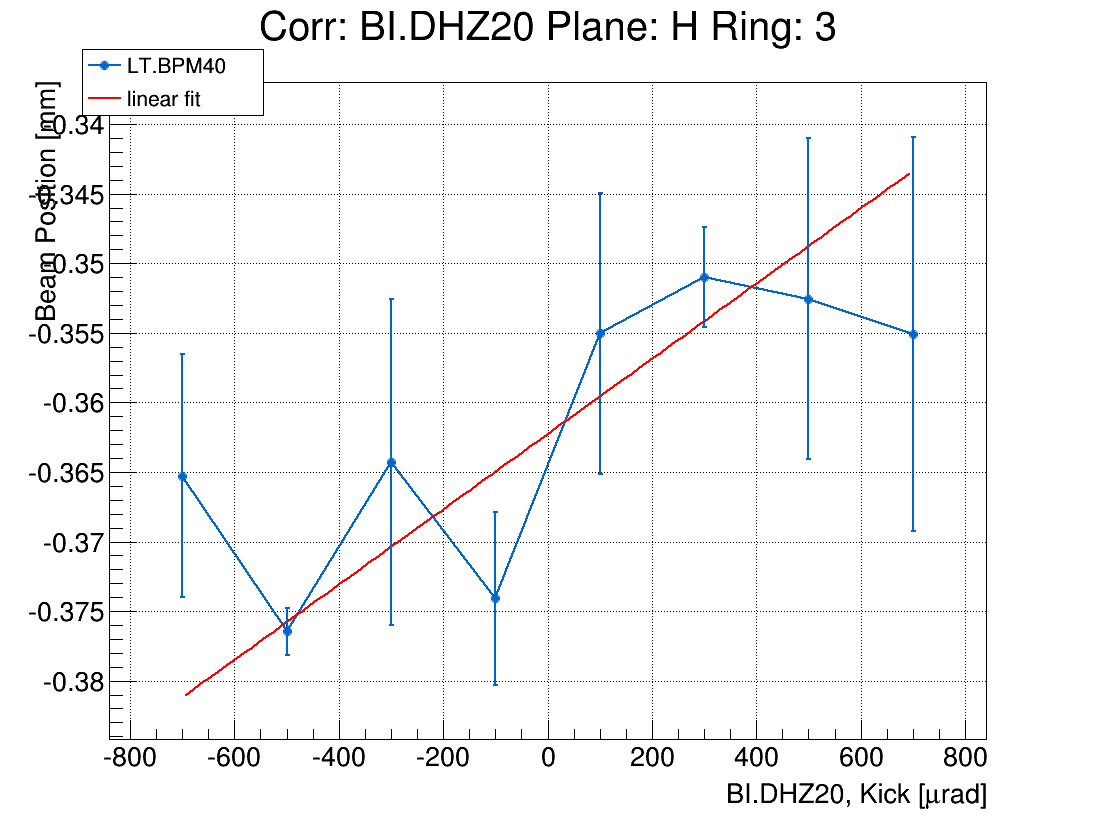 Corr: BI.DHZ20 Plane: H Ring: 3
LT.BPM40
linear fit
Beam Position [mm]
-0.34
-0.345
-0.35
-0.355
-0.36
-0.365
-0.37
-0.375
-0.38
-800 -600 -400 -200 0 200 400 600 800
BI.DHZ20, Kick [μrad]